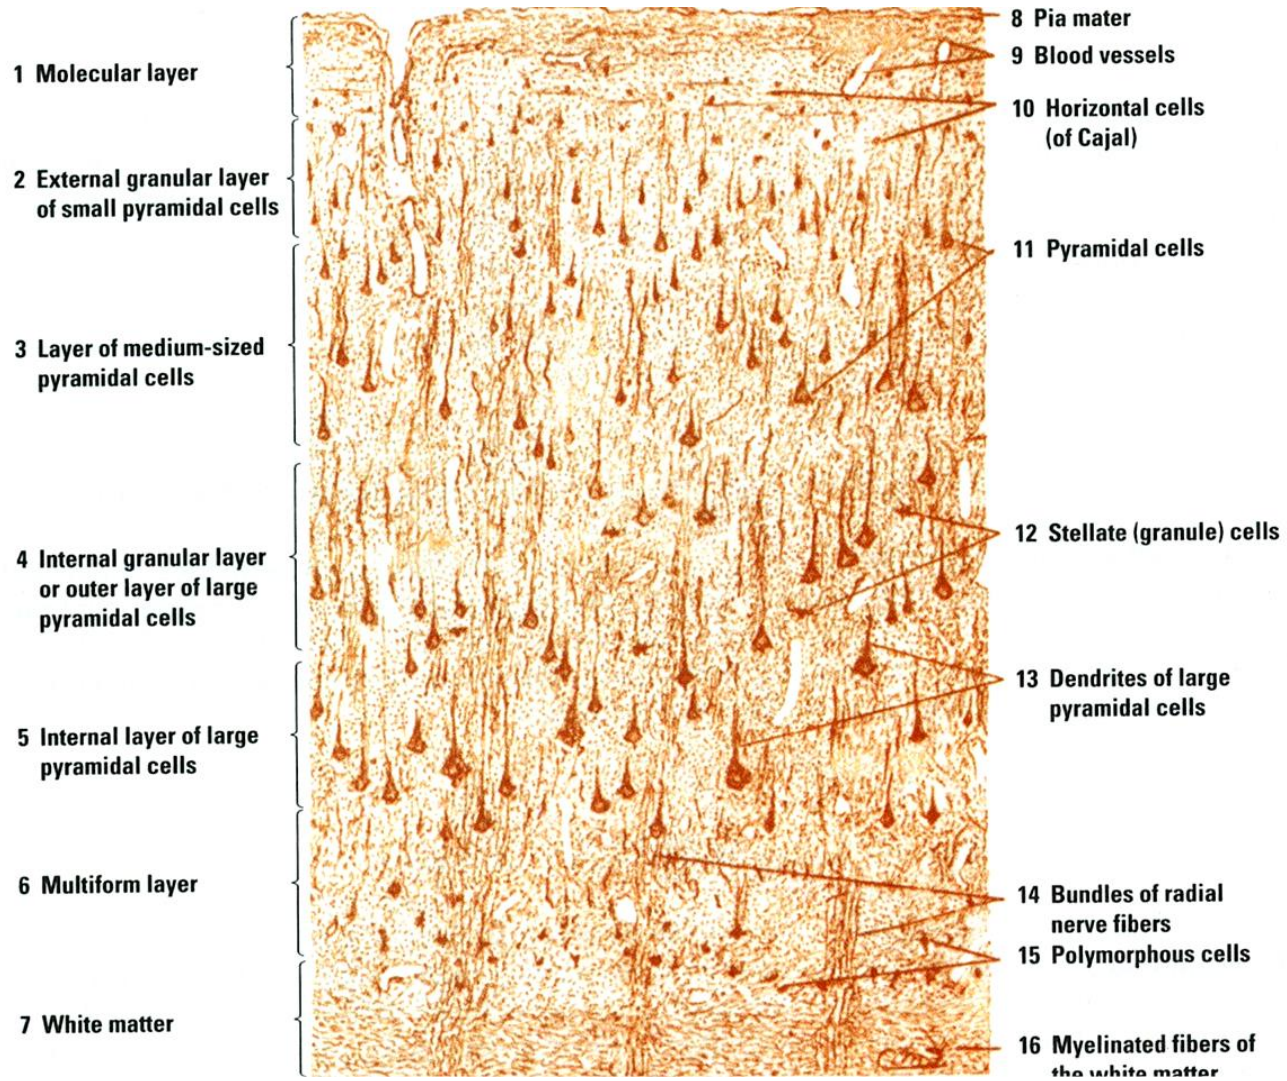 1 Molecular layer
2 External granular layer
of small pyramidal cells
3 Layer of medium-sized
pyramidal cells
4 Internal granular layer
or outer layer of large
pyramidal cells
5 Internal layer of large
pyramidal cells
6 Multiform layer
7 White matter
8 Pia mater
9 Blood vessels
10 Horizontal cells
(of Cajal)
11 Pyramidal cells
12 Stellate (granule) cells
13 Dendrites of large
pyramidal cells
14 Bundles of radial
nerve fibers
15 Polymorphous cells
16 Myelinated fibers of
the white matter